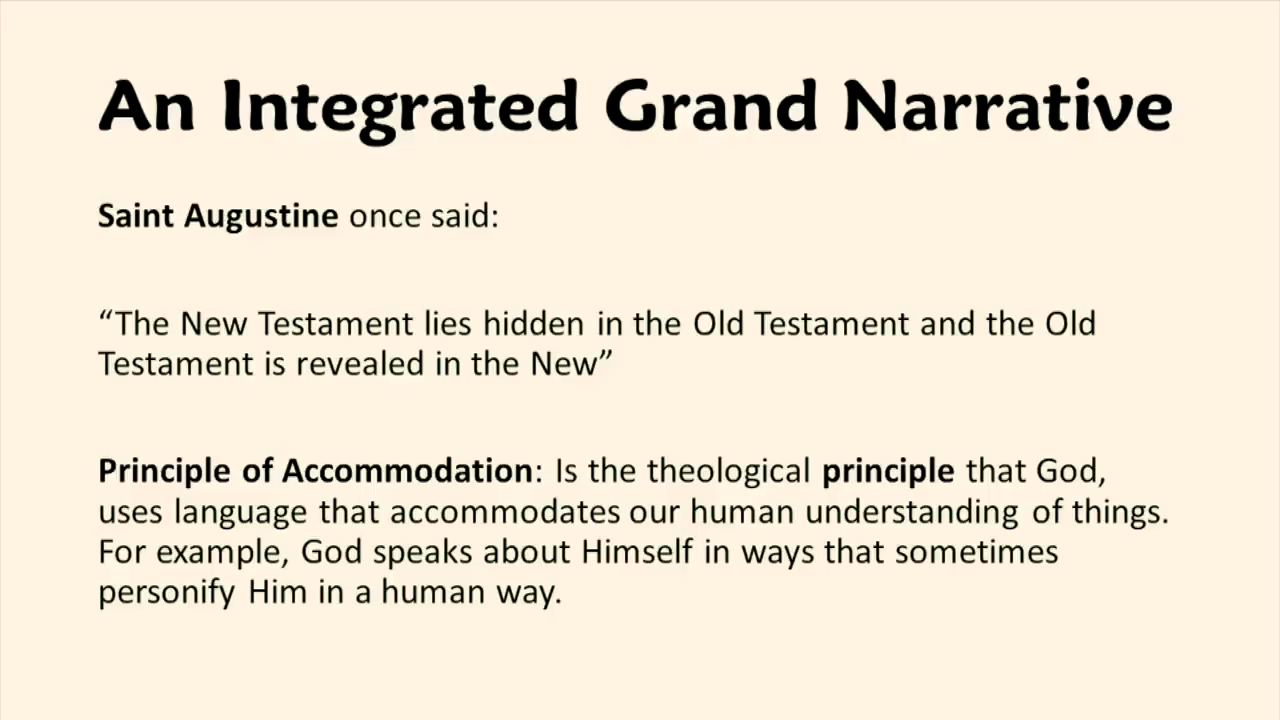 An Integrated Grand Narrative
Saint Augustine once said:
“The New Testament lies hidden in the Old Testament and the Old
Testament is revealed in the New”
Principle of Accommodation: Is the theological principle that God,
uses language that accommodates our human understanding of things.
For example, God speaks about Himself in ways that sometimes
personify Him in a human way.